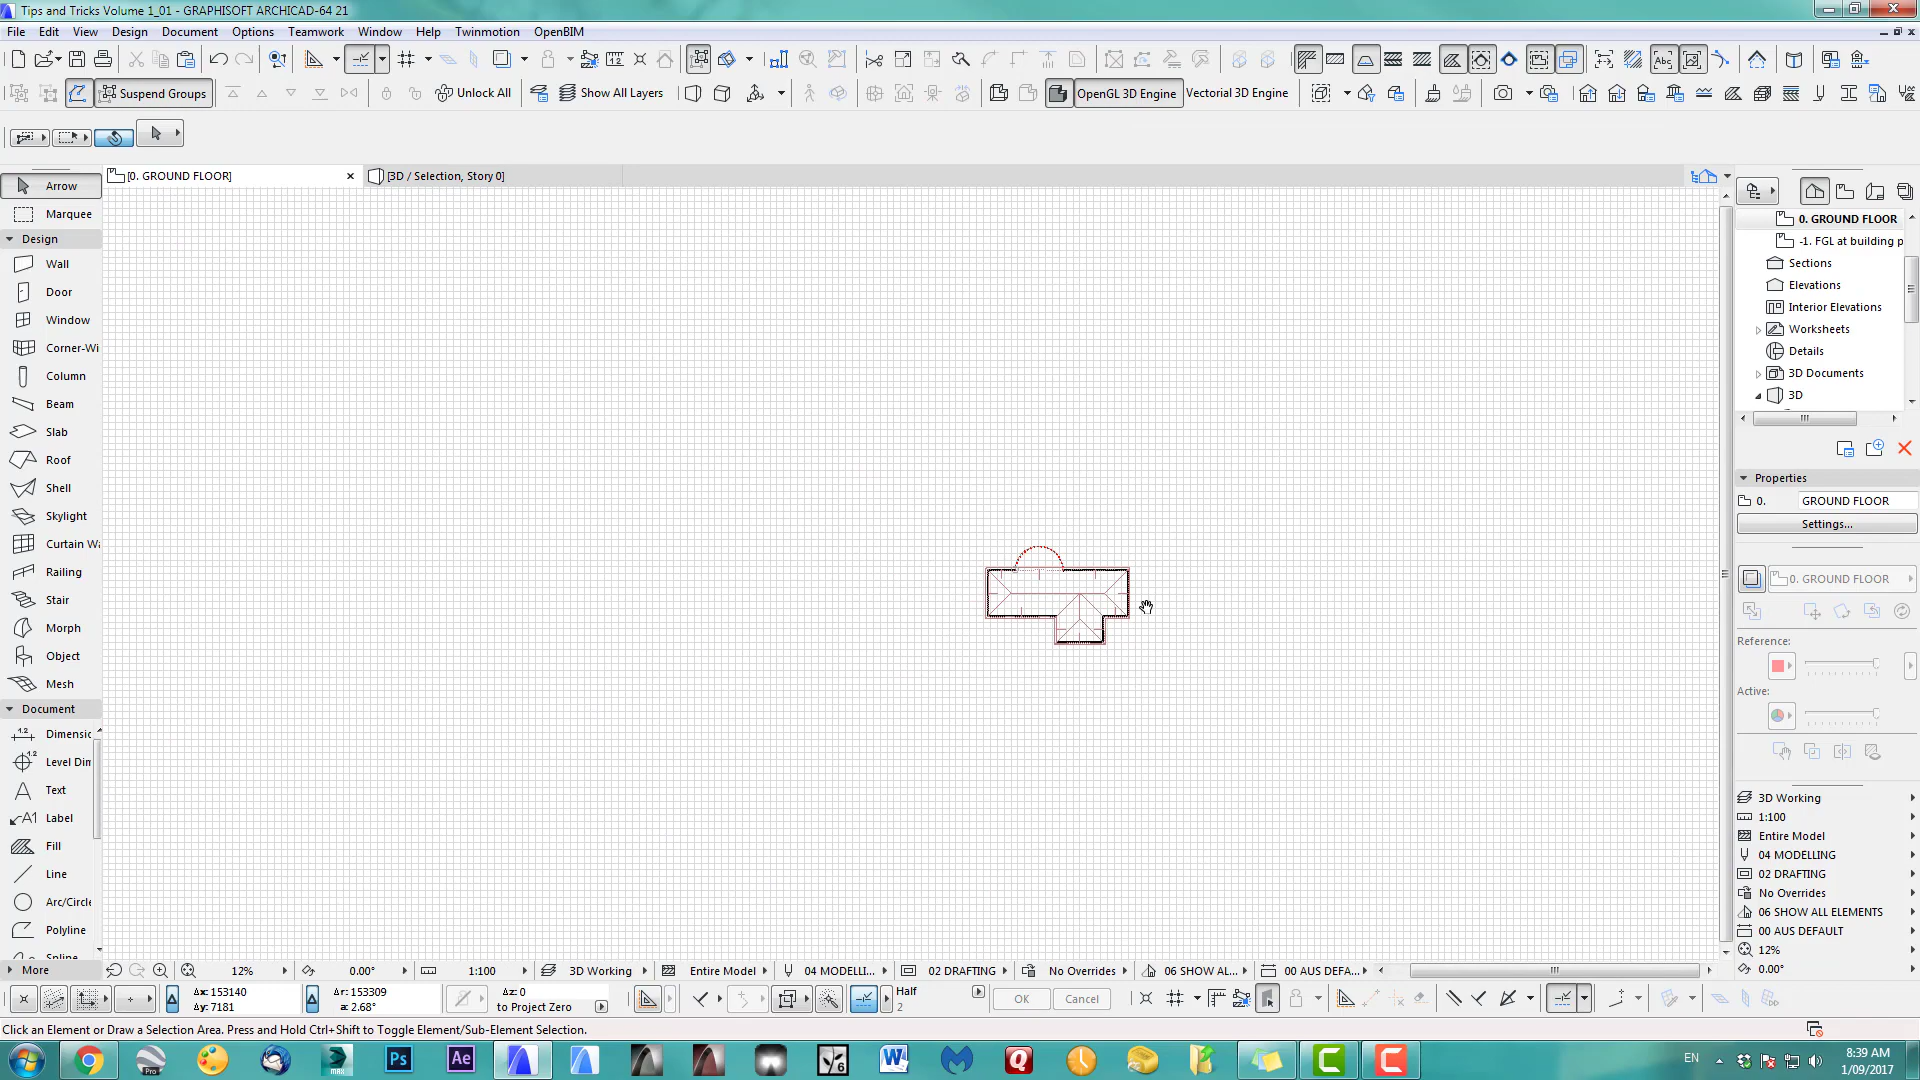 Tips and Tricks Volume 1_01 - GRAPHISOFT ARCHICAD-64 21
File Edit View Design Document Options Teamwork Window Help Twinmotion OpenBIM
Suspend Groups Unlock All Show All Layers OpenGL 3D Engine Vectorial 3D Engine
[0. GROUND FLOOR] [3D / Selection, Story 0]
Arrow
Marquee
Design
Wall
Door
Window
Corner-Wi
Column
Beam
Slab
Roof
Shell
Skylight
Curtain Wa
Railing
Stair
Morph
Object
Mesh
Document
Dimensic
Level Dim
Text
Label
Fill
Line
Arc/Circle
Polyline
Spline
More
0. GROUND FLOOR
-1. FGL at building p
Sections
Elevations
Interior Elevations
Worksheets
Details
3D Documents
3D
Properties
0. GROUND FLOOR
Settings...
0. GROUND FLOOR
Reference:
Active:
3D Working
1:100
Entire Model
04 MODELLING
02 DRAFTING
No Overrides
06 SHOW ALL ELEMENTS
00 AUS DEFAULT
12%
0.00°
12% 0.00° 1:100 3D Working Entire Model 04 MODELLI... 02 DRAFTING No Overrides 06 SHOW AL... 00 AUS DEFA...
Δx: 153140 Δr: 153309 Δz: 0 Half
Δy: 7181 a: 2.68° to Project Zero 2 OK Cancel
Click an Element or Draw a Selection Area. Press and Hold Ctrl+Shift to Toggle Element/Sub-Element Selection.
EN 8:39 AM
1/09/2017